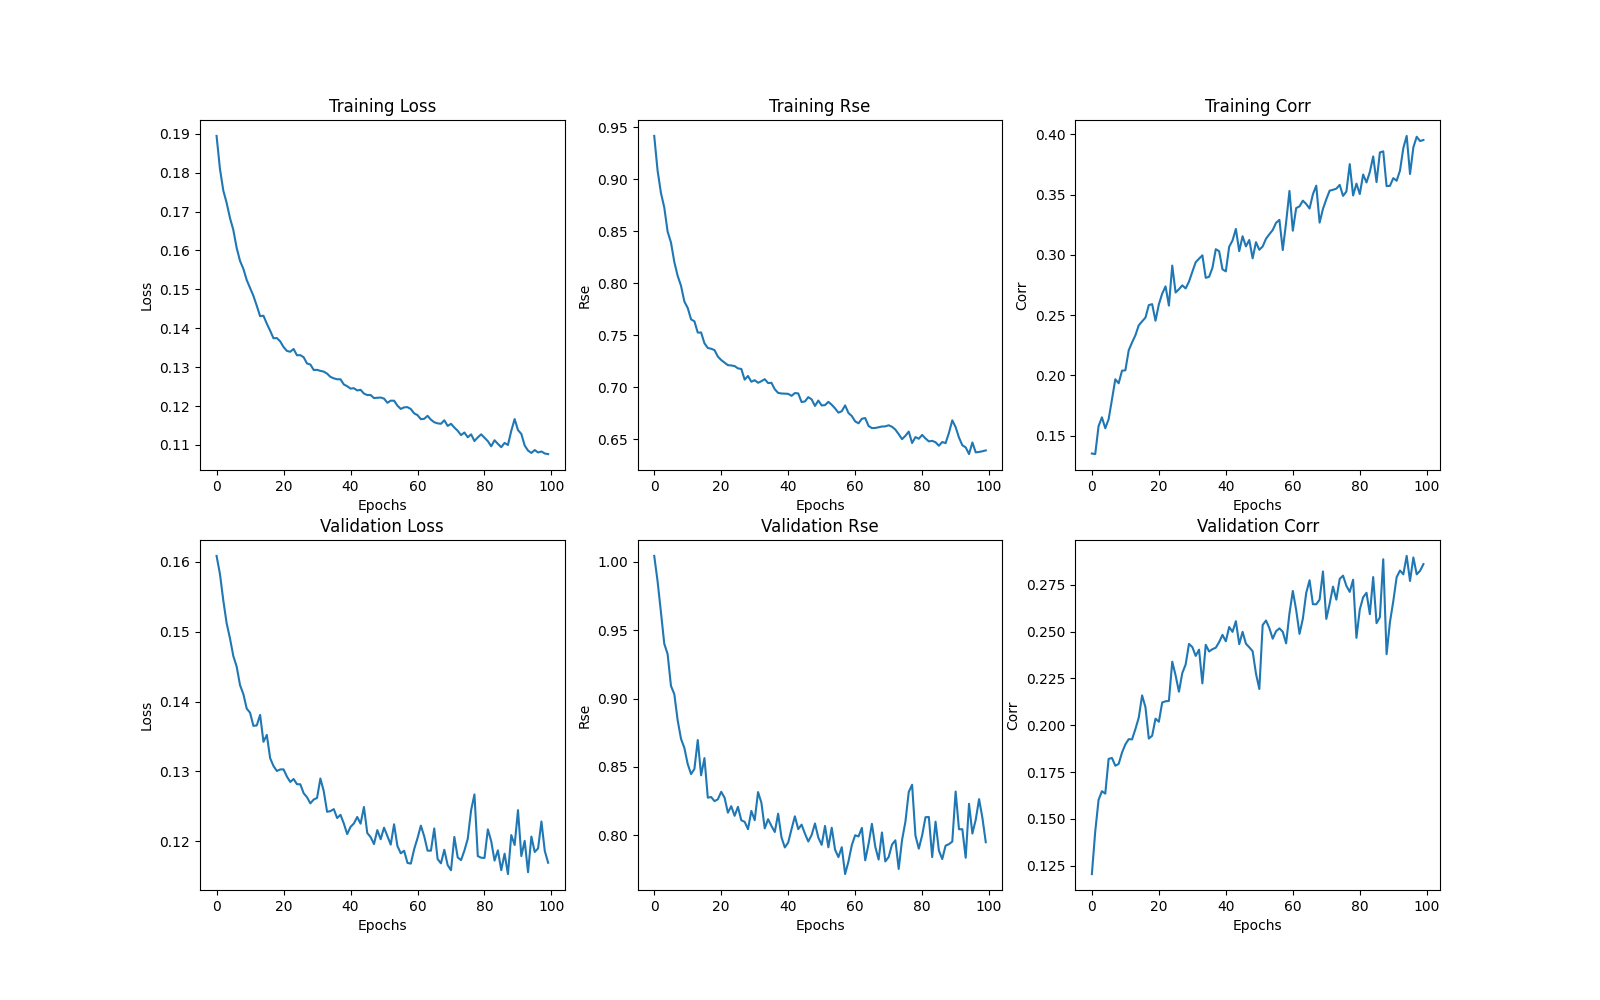 Training Loss
Training Rse
Training Corr
0.19
0.18
0.17
0.16
0.15
0.14
0.13
0.12
0.11
Loss
0 20 40 60 80 100
Epochs
0.95
0.90
0.85
0.80
0.75
0.70
0.65
Rse
0 20 40 60 80 100
Epochs
0.40
0.35
0.30
0.25
0.20
0.15
Corr
0 20 40 60 80 100
Epochs
Validation Loss
Validation Rse
Validation Corr
0.16
0.15
0.14
0.13
0.12
Loss
0 20 40 60 80 100
Epochs
1.00
0.95
0.90
0.85
0.80
Rse
0 20 40 60 80 100
Epochs
0.275
0.250
0.225
0.200
0.175
0.150
0.125
Corr
0 20 40 60 80 100
Epochs